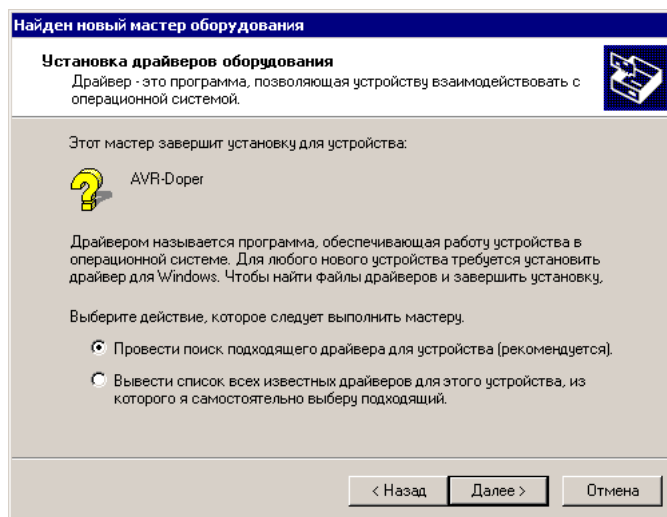 Найден новый мастер оборудования
Установка драйверов оборудования
Драйвер - это программа, позволяющая устройству взаимодействовать с
операционной системой.
Этот мастер завершит установку для устройства:
AVR-Doper
Драйвером называется программа, обеспечивающая работу устройства в
операционной системе. Для любого нового устройства требуется установить
драйвер для Windows. Чтобы найти файлы драйверов и завершить установку,
Выберите действие, которое следует выполнить мастеру.
Провести поиск подходящего драйвера для устройства (рекомендуется).
Вывести список всех известных драйверов для этого устройства, из
которого я самостоятельно выберу подходящий.
< Назад Далее > Отмена